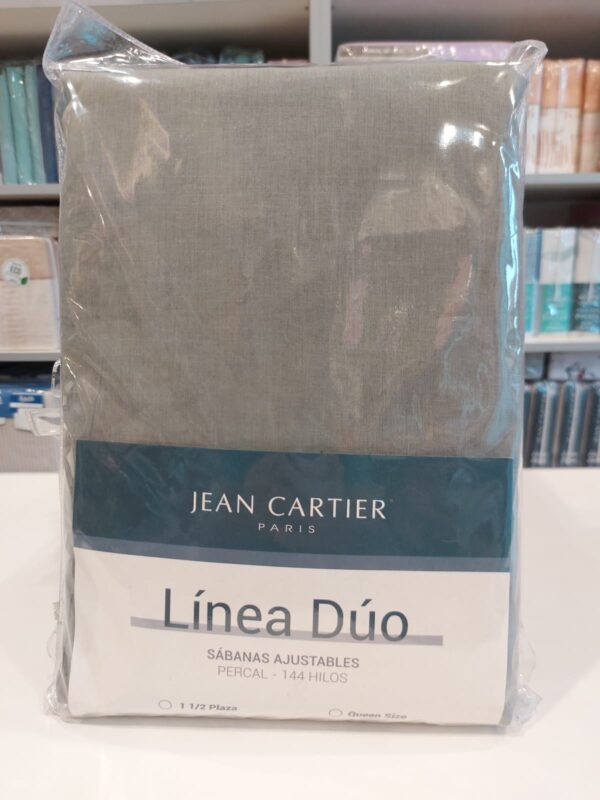 JEAN CARTIER
PARIS
Línea Dúo
SÁBANAS AJUSTABLES
PERCAL - 144 HILOS
1 1/2 Plaza
Queen Size